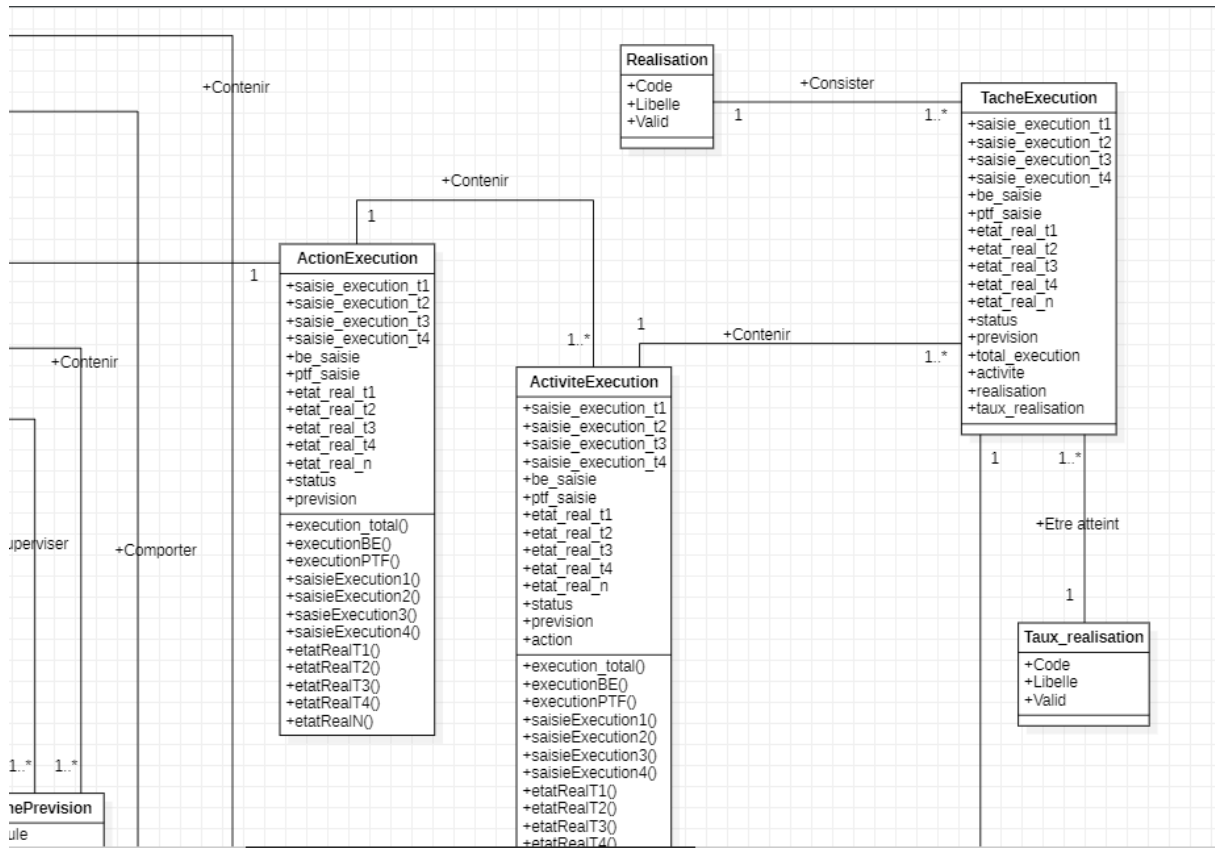 +Contenir
Realisation
+Code
+Libelle
+Valid
+Consister
1
1..*
TacheExecution
+saisie_execution_t1
+saisie_execution_t2
+saisie_execution_t3
+saisie_execution_t4
+be_saisie
+ptf_saisie
+etat_real_t1
+etat_real_t2
+etat_real_t3
+etat_real_t4
+etat_real_n
+status
+prevision
+total_execution
+activite
+realisation
+taux_realisation
+Contenir
1
1..*
1
ActionExecution
+saisie_execution_t1
+saisie_execution_t2
+saisie_execution_t3
+saisie_execution_t4
+be_saisie
+ptf_saisie
+etat_real_t1
+etat_real_t2
+etat_real_t3
+etat_real_t4
+etat_real_n
+status
+prevision
+execution_total()
+executionBE()
+executionPTF()
+saisieExecution1()
+saisieExecution2()
+sasieExecution3()
+saisieExecution4()
+etatRealT1()
+etatRealT2()
+etatRealT3()
+etatRealT4()
+etatRealN()
1
+Contenir
1..*
ActiviteExecution
+saisie_execution_t1
+saisie_execution_t2
+saisie_execution_t3
+saisie_execution_t4
+be_saisie
+ptf_saisie
+etat_real_t1
+etat_real_t2
+etat_real_t3
+etat_real_t4
+etat_real_n
+status
+prevision
+action
+execution_total()
+executionBE()
+executionPTF()
+saisieExecution1()
+saisieExecution2()
+saisieExecution3()
+saisieExecution4()
+etatRealT1()
+etatRealT2()
+etatRealT3()
+etatRealT4()
1
1..*
+Etre atteint
1
Taux_realisation
+Code
+Libelle
+Valid
+Contenir
uperviser
+Comporter
1..*
1..*
nePrevision
ule